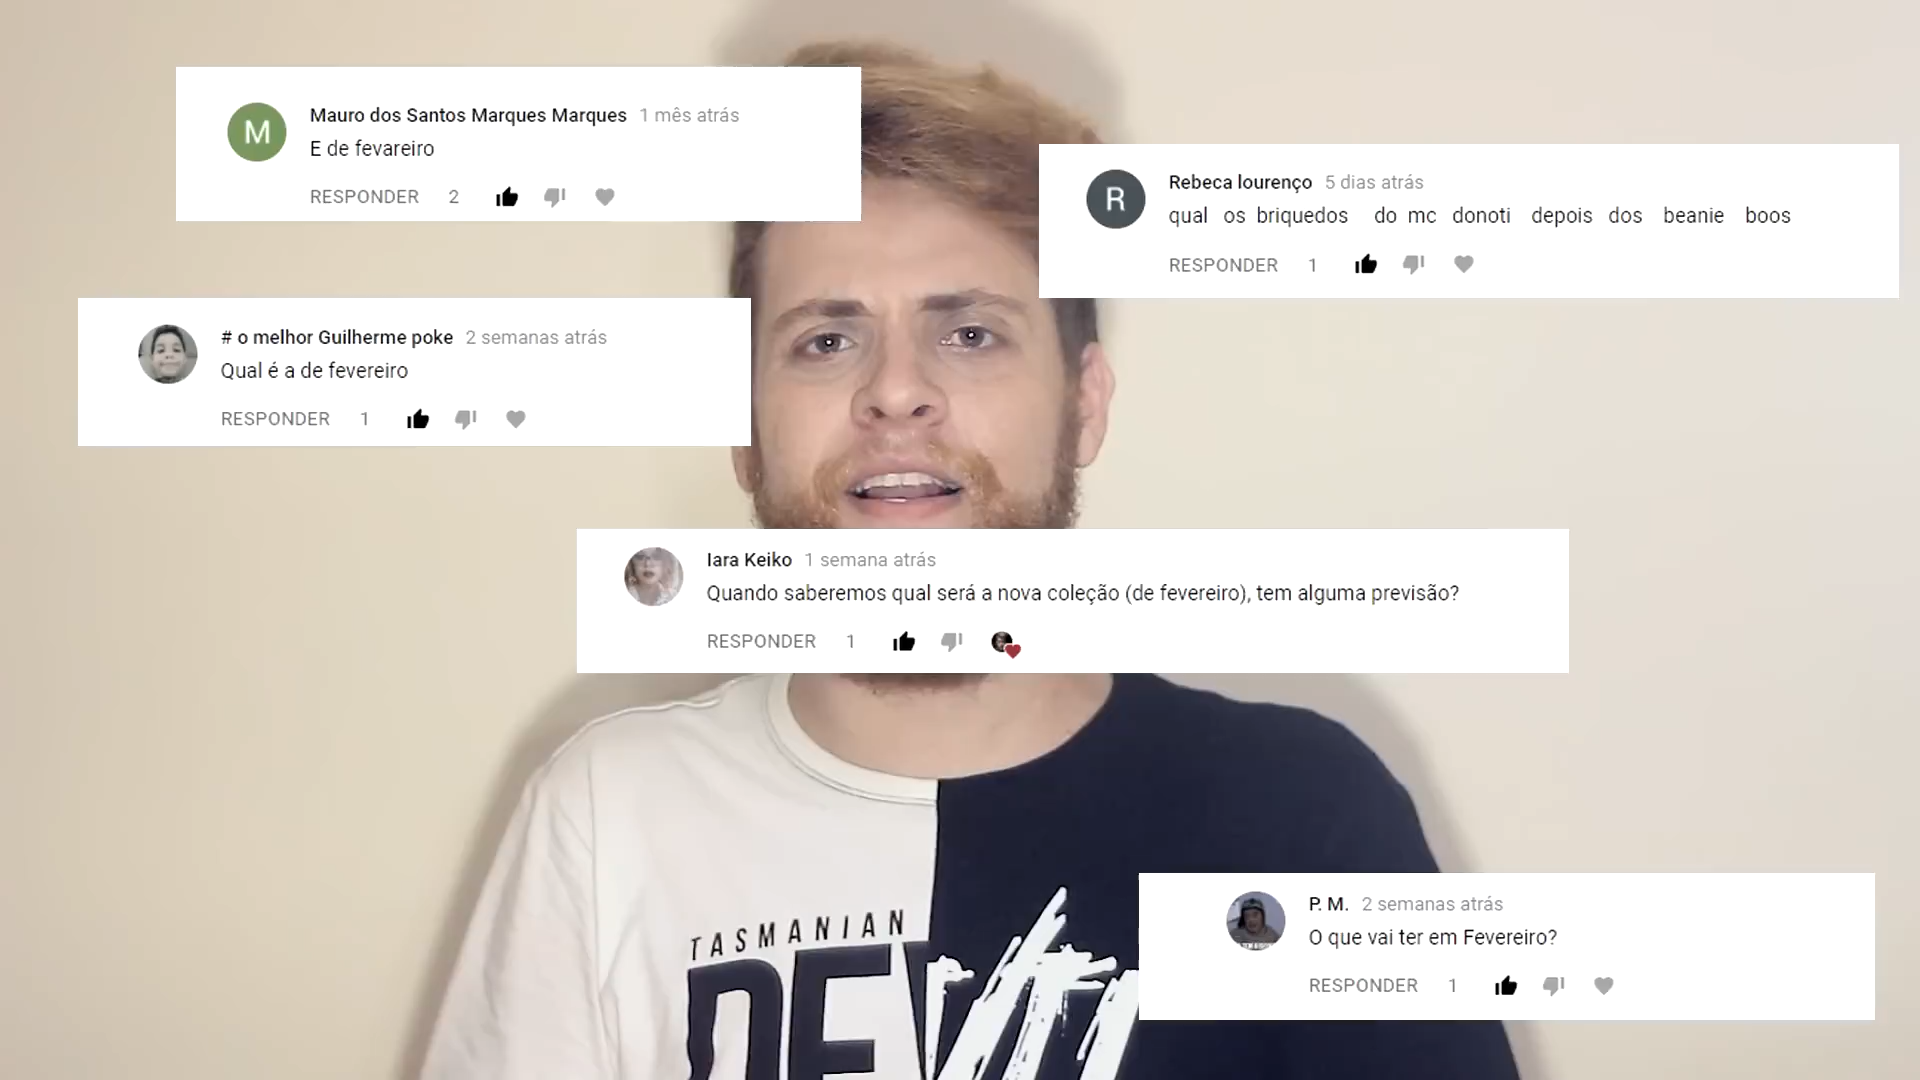 M
Mauro dos Santos Marques Marques 1 mês atrás
E de fevareiro
RESPONDER 2
R
Rebeca lourenço 5 dias atrás
qual os briquedos do mc donoti depois dos beanie boos
RESPONDER 1
# o melhor Guilherme poke 2 semanas atrás
Qual é a de fevereiro
RESPONDER 1
Iara Keiko 1 semana atrás
Quando saberemos qual será a nova coleção (de fevereiro), tem alguma previsão?
RESPONDER 1
P. M. 2 semanas atrás
O que vai ter em Fevereiro?
RESPONDER 1
TASMANIAN